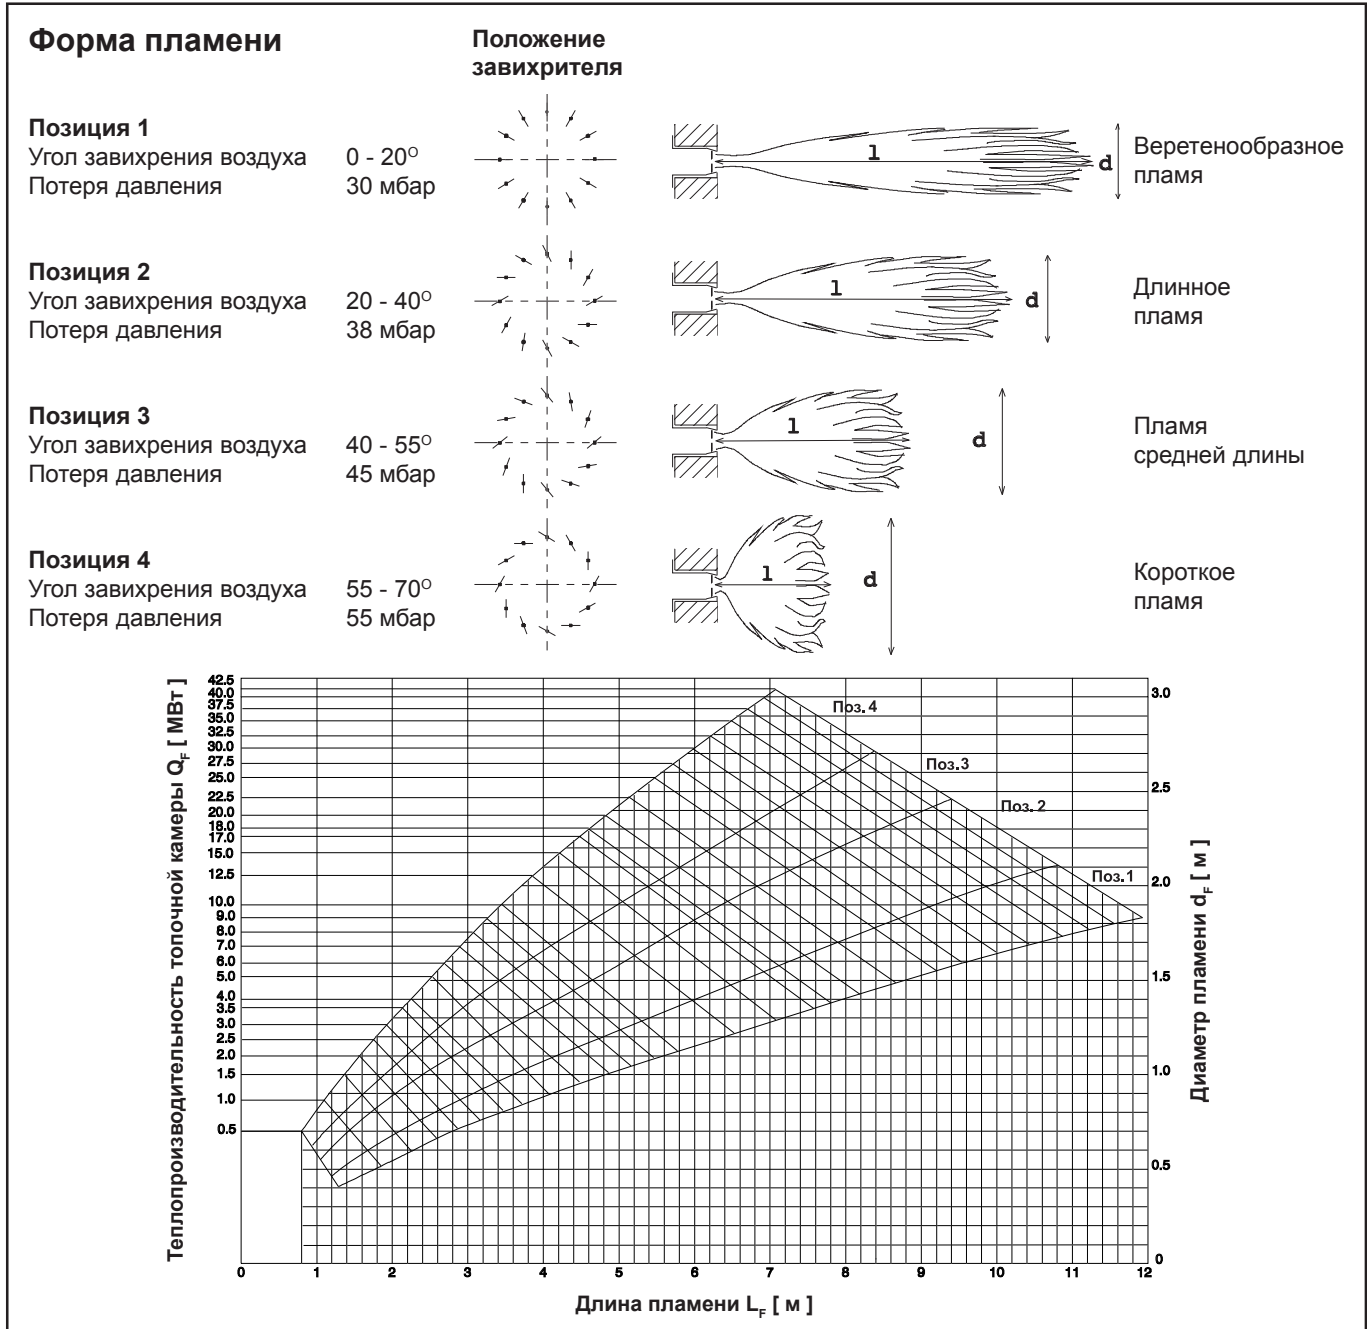 Форма пламени
Положение
завихрителя
Позиция 1
Угол завихрения воздуха 0 - 20°
Потеря давления 30 мбар
l
d
Веретенообразное
пламя
Позиция 2
Угол завихрения воздуха 20 - 40°
Потеря давления 38 мбар
l
d
Длинное
пламя
Позиция 3
Угол завихрения воздуха 40 - 55°
Потеря давления 45 мбар
l
d
Пламя
средней длины
Позиция 4
Угол завихрения воздуха 55 - 70°
Потеря давления 55 мбар
l
d
Короткое
пламя
Теплопроизводительность топочной камеры Q_F [ МВт ]
42.5
40.0
37.5
35.0
32.5
30.0
27.5
25.0
22.5
20.0
18.0
17.0
15.0
12.5
10.0
9.0
8.0
7.0
6.0
5.0
4.0
3.5
3.0
2.5
2.0
1.5
1.0
0.5
Поз. 4
Поз.3
Поз. 2
Поз.1
3.0
2.5
2.0
1.5
1.0
0.5
0
Диаметр пламени d_F [ м ]
0 1 2 3 4 5 6 7 8 9 10 11 12
Длина пламени L_F [ м ]